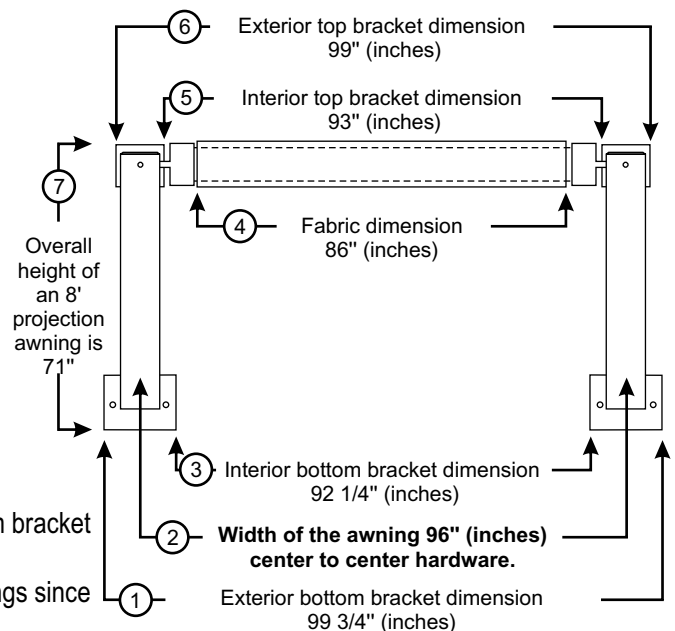 6
Exterior top bracket dimension
99" (inches)
5
Interior top bracket dimension
93" (inches)
7
4
Fabric dimension
86" (inches)
Overall
height of
an 8'
projection
awning is
71"
3
Interior bottom bracket dimension
92 1/4" (inches)
bracket
2
Width of the awning 96" (inches)
center to center hardware.
since
1
Exterior bottom bracket dimension
99 3/4" (inches)